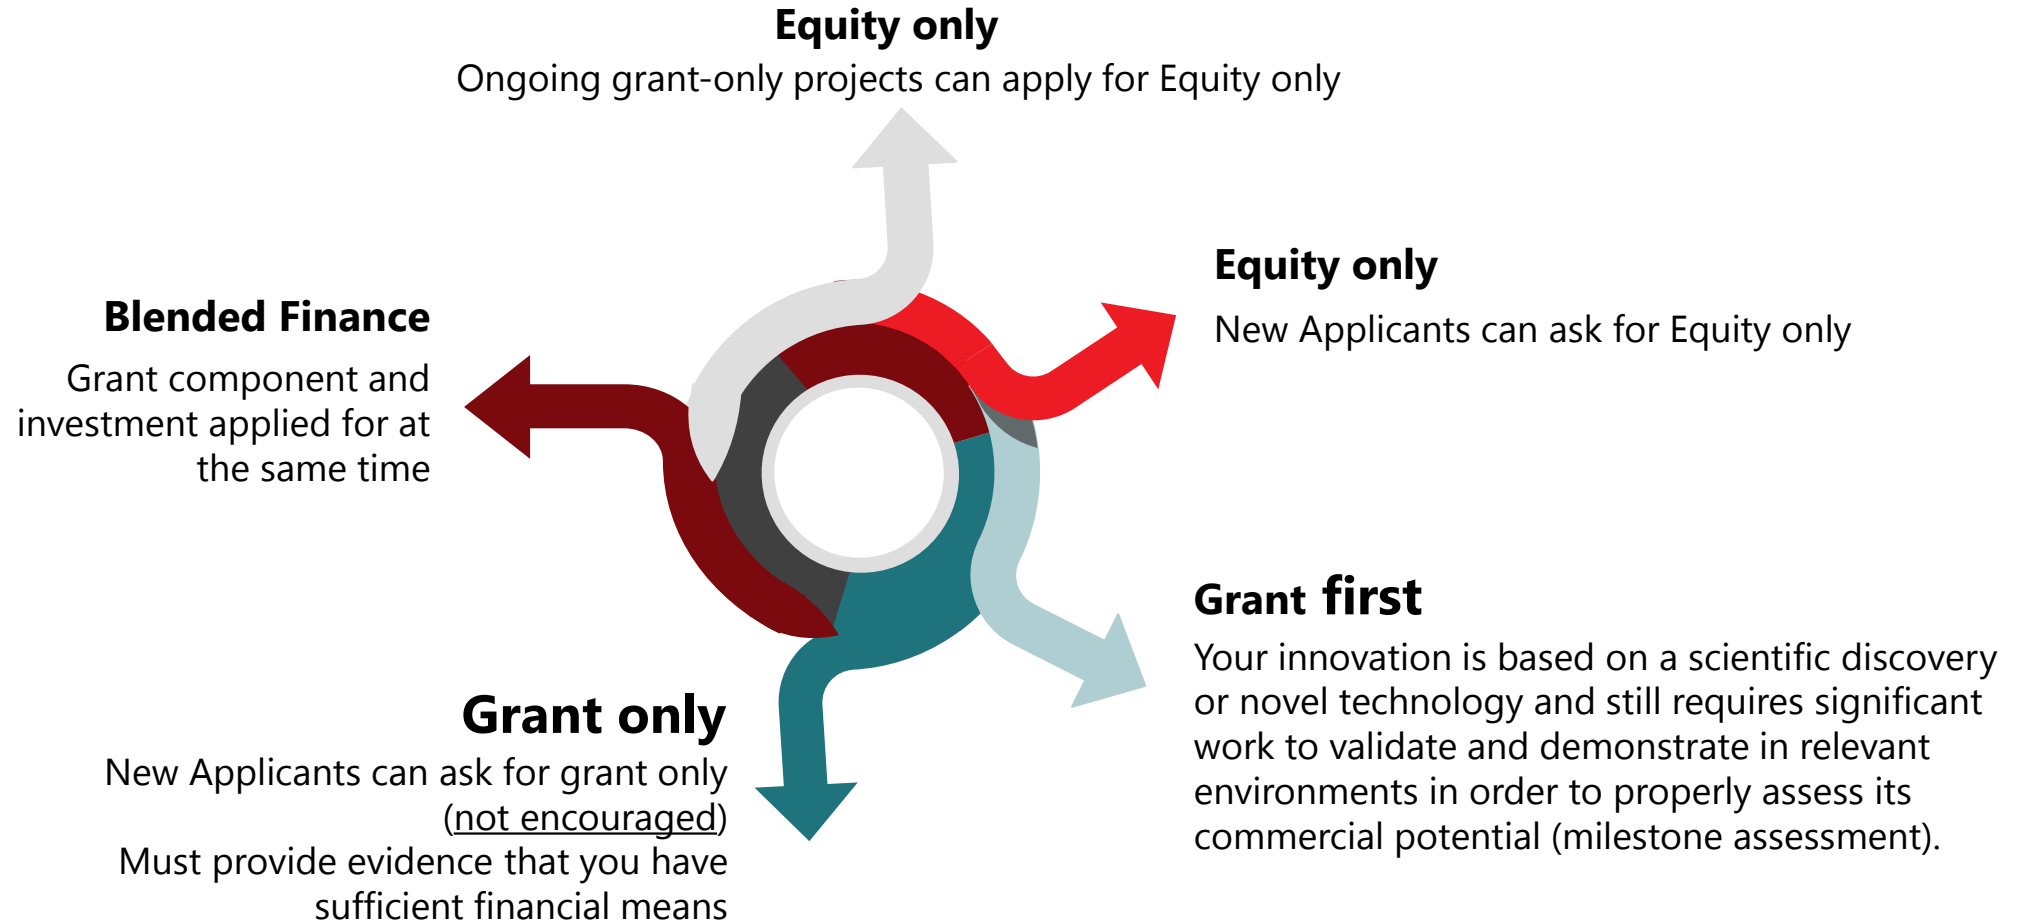 Equity only
Ongoing grant-only projects can apply for Equity only
Equity only
New Applicants can ask for Equity only
Blended Finance
Grant component and
investment applied for at
the same time
Grant first
Your innovation is based on a scientific discovery
or novel technology and still requires significant
work to validate and demonstrate in relevant
environments in order to properly assess its
commercial potential (milestone assessment).
Grant only
New Applicants can ask for grant only
(not encouraged)
Must provide evidence that you have
sufficient financial means